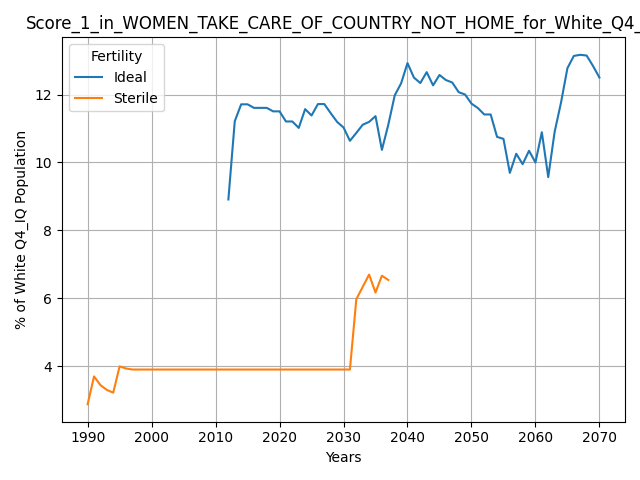 Score_1_in_WOMEN_TAKE_CARE_OF_COUNTRY_NOT_HOME_for_White_Q4_
Fertility
Ideal
Sterile
% of White Q4_IQ Population
12
10
8
6
4
1990 2000 2010 2020 2030 2040 2050 2060 2070
Years